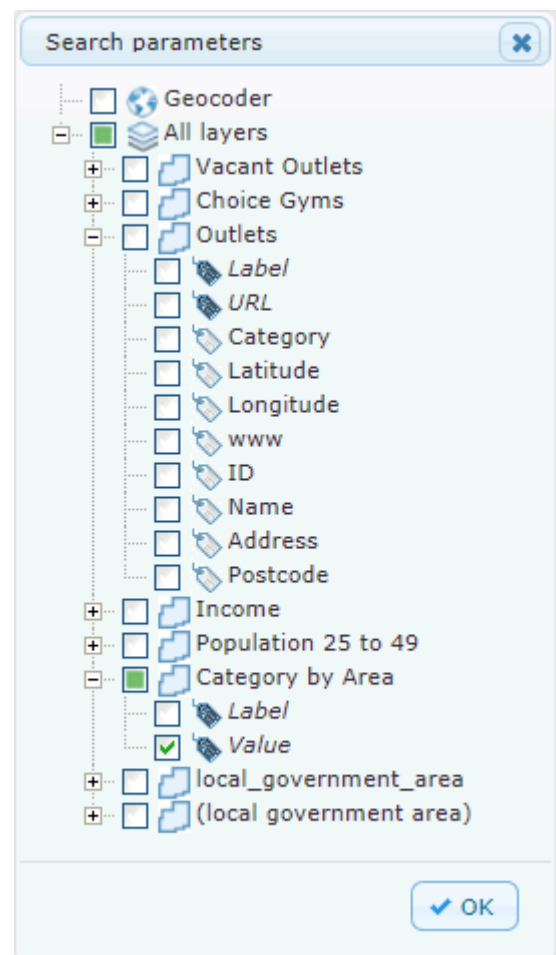 Search parameters
Geocoder
All layers
Vacant Outlets
Choice Gyms
Outlets
Label
URL
Category
Latitude
Longitude
www
ID
Name
Address
Postcode
Income
Population 25 to 49
Category by Area
Label
Value
local_government_area
(local government area)
OK